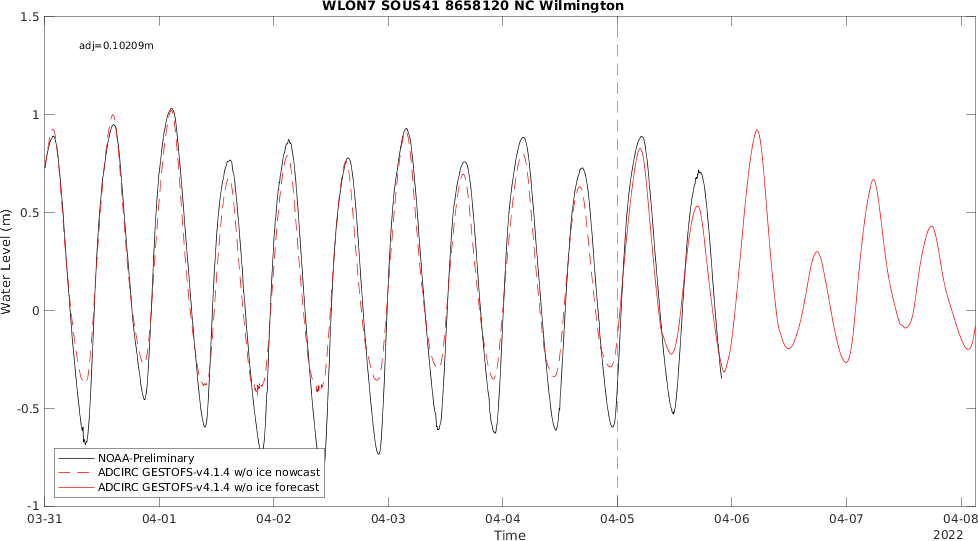 WLON7 SOUS41 8658120 NC Wilmington
adj=0.10209m
1.5
1
0.5
0
-0.5
-1
Water Level (m)
NOAA-Preliminary
ADCIRC GESTOFS-v4.1.4 w/o ice nowcast
ADCIRC GESTOFS-v4.1.4 w/o ice forecast
03-31 04-01 04-02 04-03 04-04 04-05 04-06 04-07 04-08
Time
2022